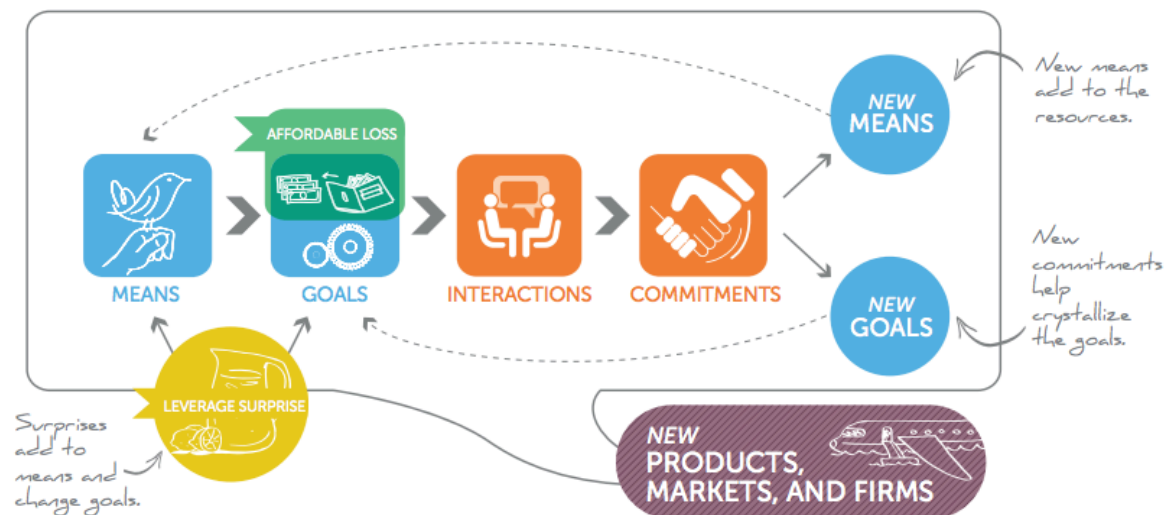 NEW
MEANS
New means
add to the
resources.
AFFORDABLE LOSS
MEANS
GOALS
INTERACTIONS
COMMITMENTS
NEW
GOALS
New
commitments
help
crystallize
the goals.
LEVERAGE SURPRISE
Surprises
add to
means and
change goals.
NEW
PRODUCTS,
MARKETS, AND FIRMS